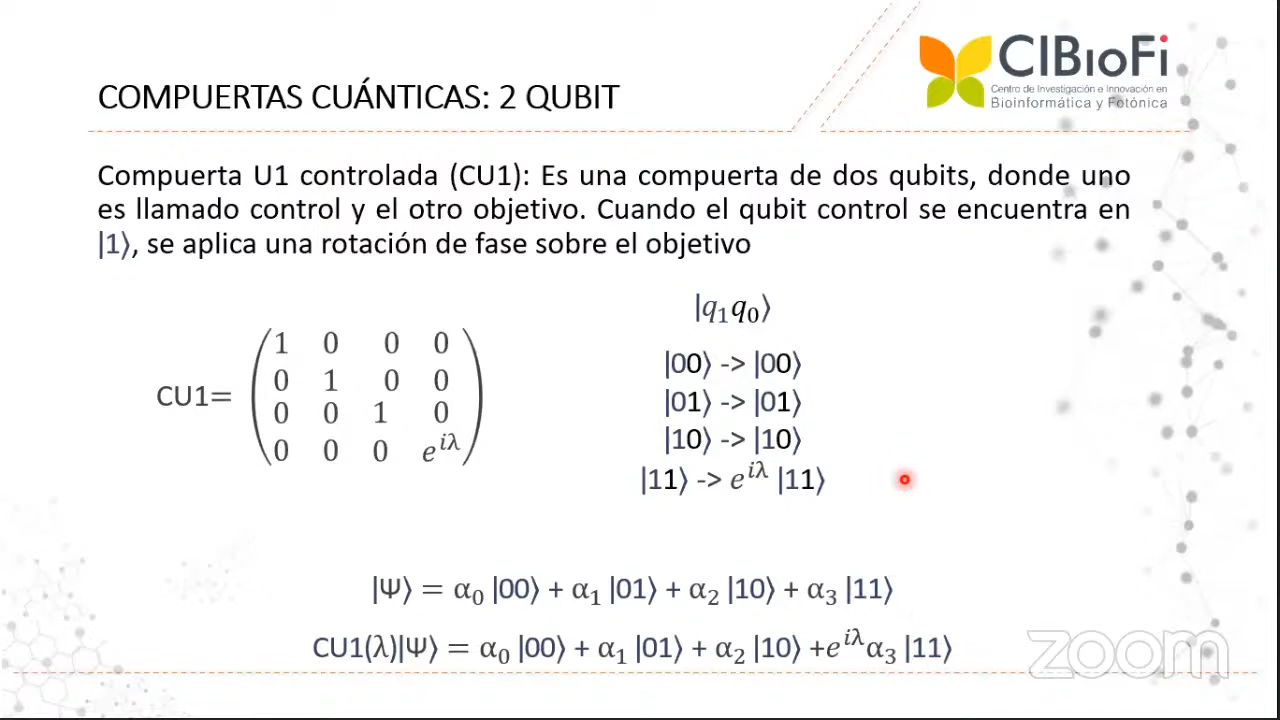 CIBIOFi
Centro de Investigación e Innovación en
Bioinformática y Fotónica
COMPUERTAS CUÁNTICAS: 2 QUBIT
Compuerta U1 controlada (CU1): Es una compuerta de dos qubits, donde uno
es llamado control y el otro objetivo. Cuando el qubit control se encuentra en
|1⟩, se aplica una rotación de fase sobre el objetivo
|q₁q₀⟩
CU1=
1 0 0 0
0 1 0 0
0 0 1 0
0 0 0 e^{iλ}
|00⟩ -> |00⟩
|01⟩ -> |01⟩
|10⟩ -> |10⟩
|11⟩ -> e^{iλ} |11⟩
|Ψ⟩ = α₀ |00⟩ + α₁ |01⟩ + α₂ |10⟩ + α₃ |11⟩
CU1(λ)|Ψ⟩ = α₀ |00⟩ + α₁ |01⟩ + α₂ |10⟩ +e^{iλ}α₃ |11⟩
zoom